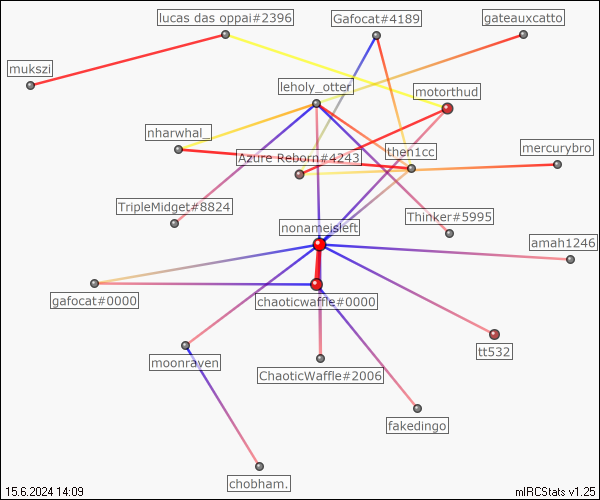 lucas das oppai#2396
Gafocat#4189
gateauxcatto
mukszi
leholy_otter
motorthud
nharwhal_
Azure Reborn#4243
then1cc
mercurybro
TripleMidget#8824
Thinker#5995
nonameisleft
amah1246
gafocat#0000
chaoticwaffle#0000
moonraven
ChaoticWaffle#2006
tt532
fakedingo
chobham.
15.6.2024 14:09
mIRCStats v1.25